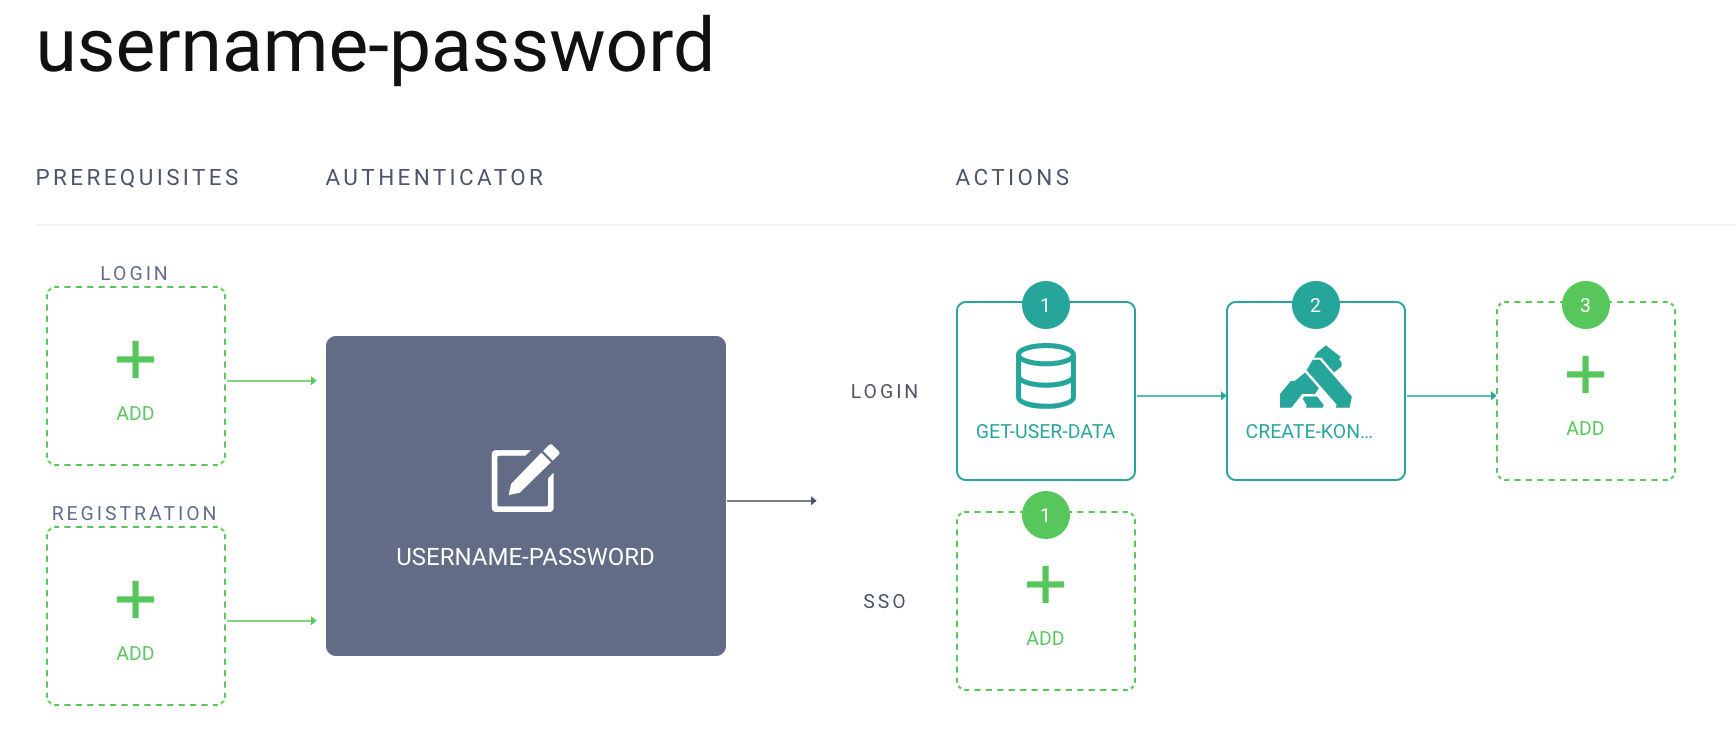 username-password
PREREQUISITES
AUTHENTICATOR
ACTIONS
LOGIN
ADD
REGISTRATION
ADD
USERNAME-PASSWORD
LOGIN
1
GET-USER-DATA
2
CREATE-KON...
3
ADD
SSO
1
ADD